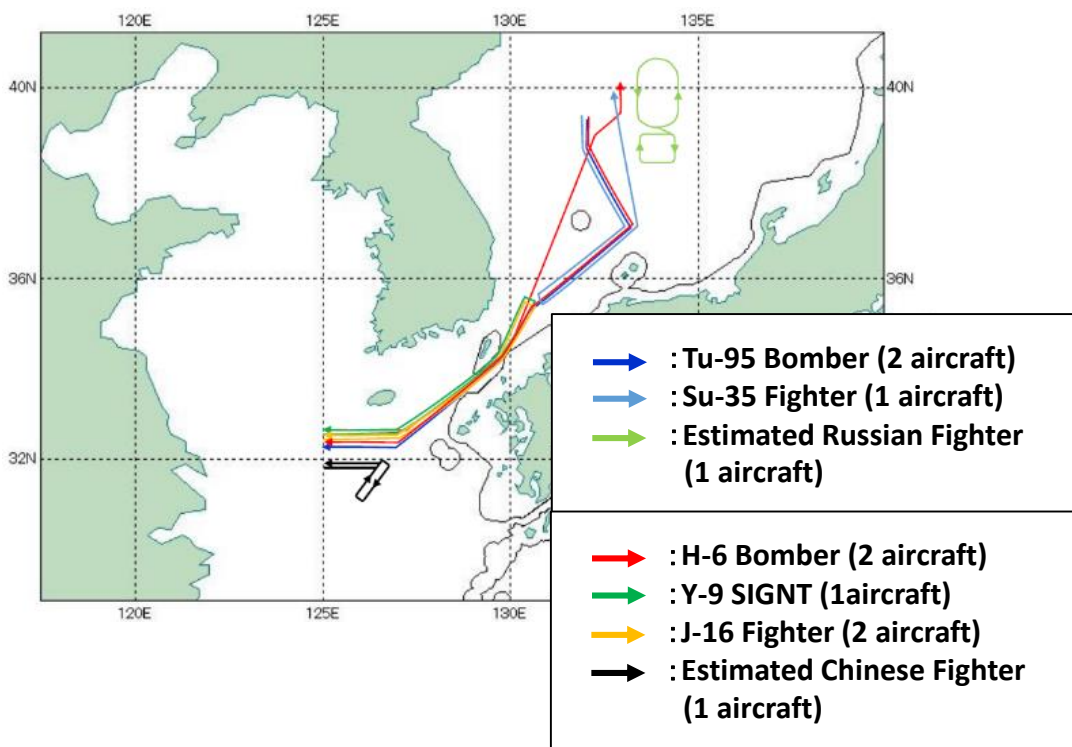 120E 125E 130E 135E
40N 40N
36N 36N
: Tu-95 Bomber (2 aircraft)
: Su-35 Fighter (1 aircraft)
: Estimated Russian Fighter
(1 aircraft)
32N
: H-6 Bomber (2 aircraft)
: Y-9 SIGNT (1aircraft)
: J-16 Fighter (2 aircraft)
: Estimated Chinese Fighter
(1 aircraft)
120E 125E 130E